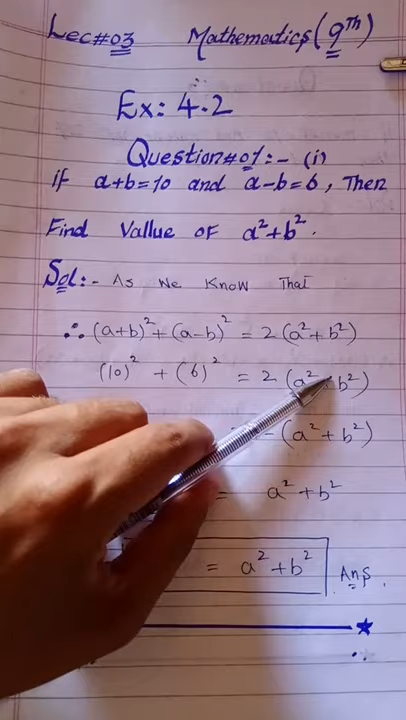 Lec#03 Mathematics (9Th)
Ex: 4.2
Question#01:- (i)
if a+b=10 and a-b=6, Then
Find Vallue OF a²+b².
Sol:- As We Know That
∴ (a+b)² + (a-b)² = 2(a²+b²)
(10)² + (6)² = 2(a² b²)
(a²+b²)
= a²+b²
= a²+b² Ans.